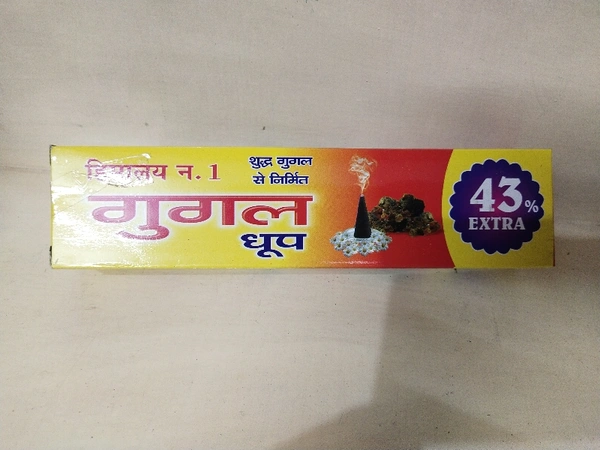 हिमालय न. 1
शुद्ध गुगल
से निर्मित
गुगल
धूप
43%
EXTRA